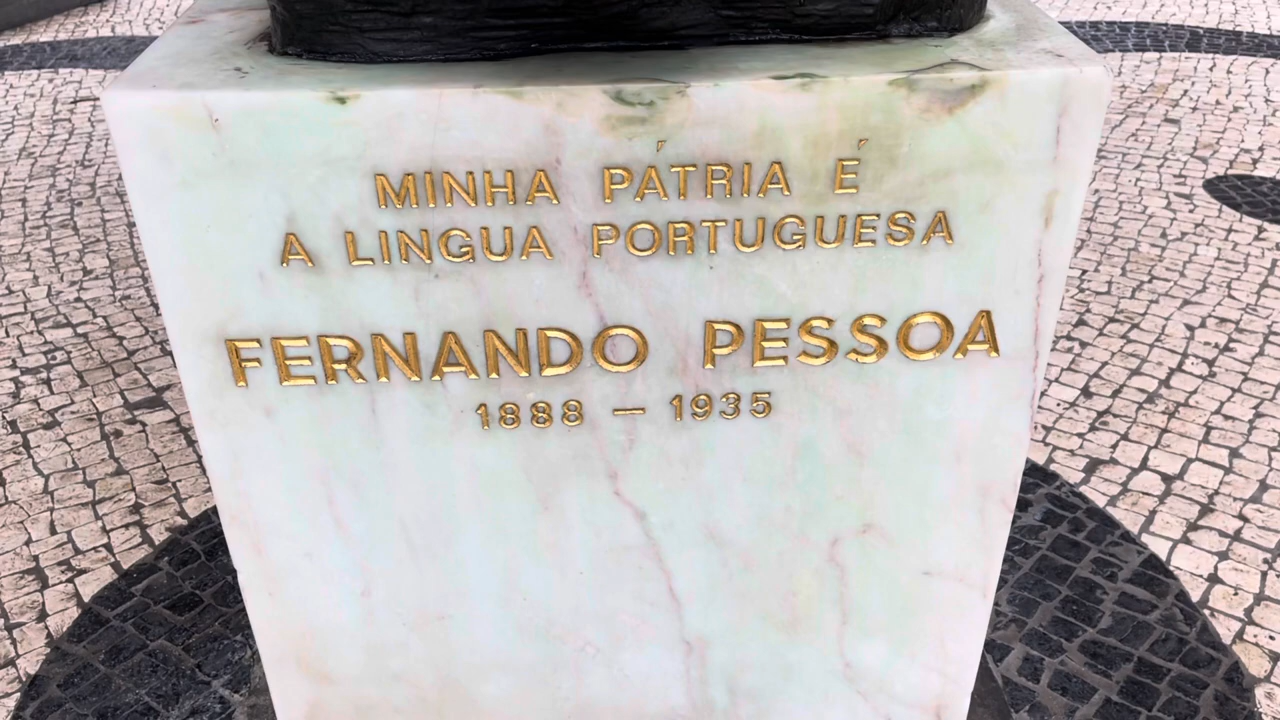 MINHA PÁTRIA É
A LINGUA PORTUGUESA
FERNANDO PESSOA
1888 — 1935